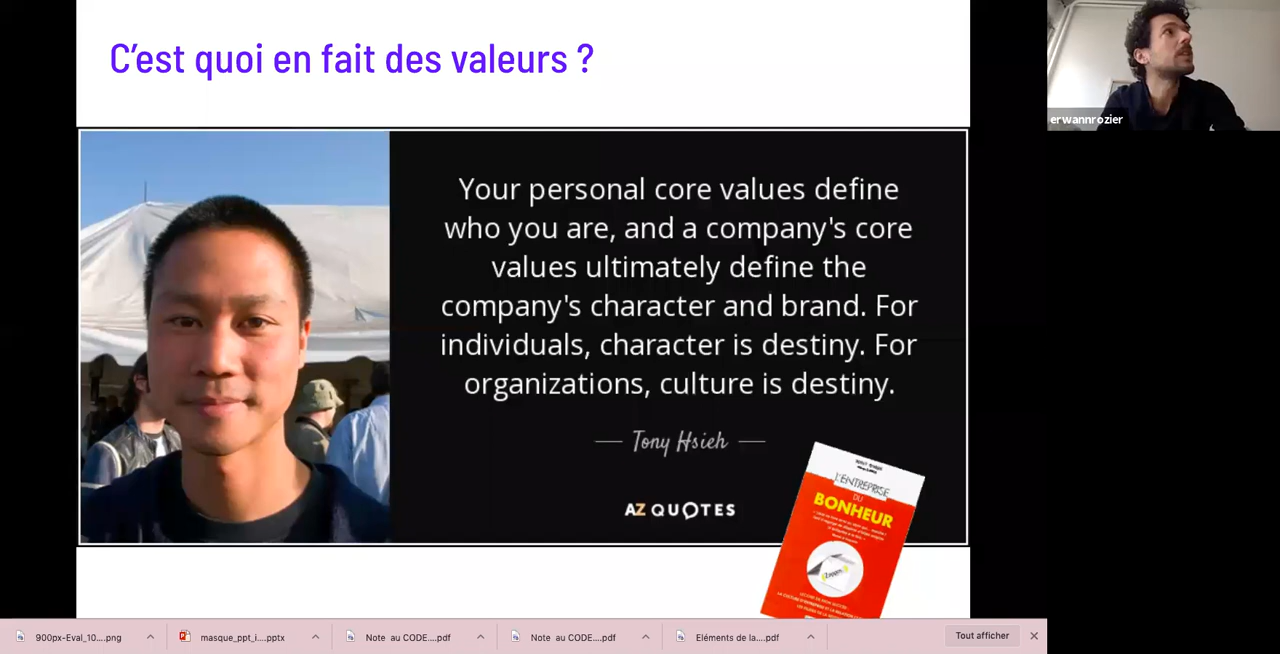 C'est quoi en fait des valeurs ?
erwannrozier
Your personal core values define
who you are, and a company's core
values ultimately define the
company's character and brand. For
individuals, character is destiny. For
organizations, culture is destiny.
Tony Hsieh
AZ QUOTES
L'ENTREPRISE
DU
BONHEUR
900px-Eval_10....png
masque_ppt_i....pptx
Note au CODE....pdf
Note au CODE....pdf
Eléments de la....pdf
Tout afficher